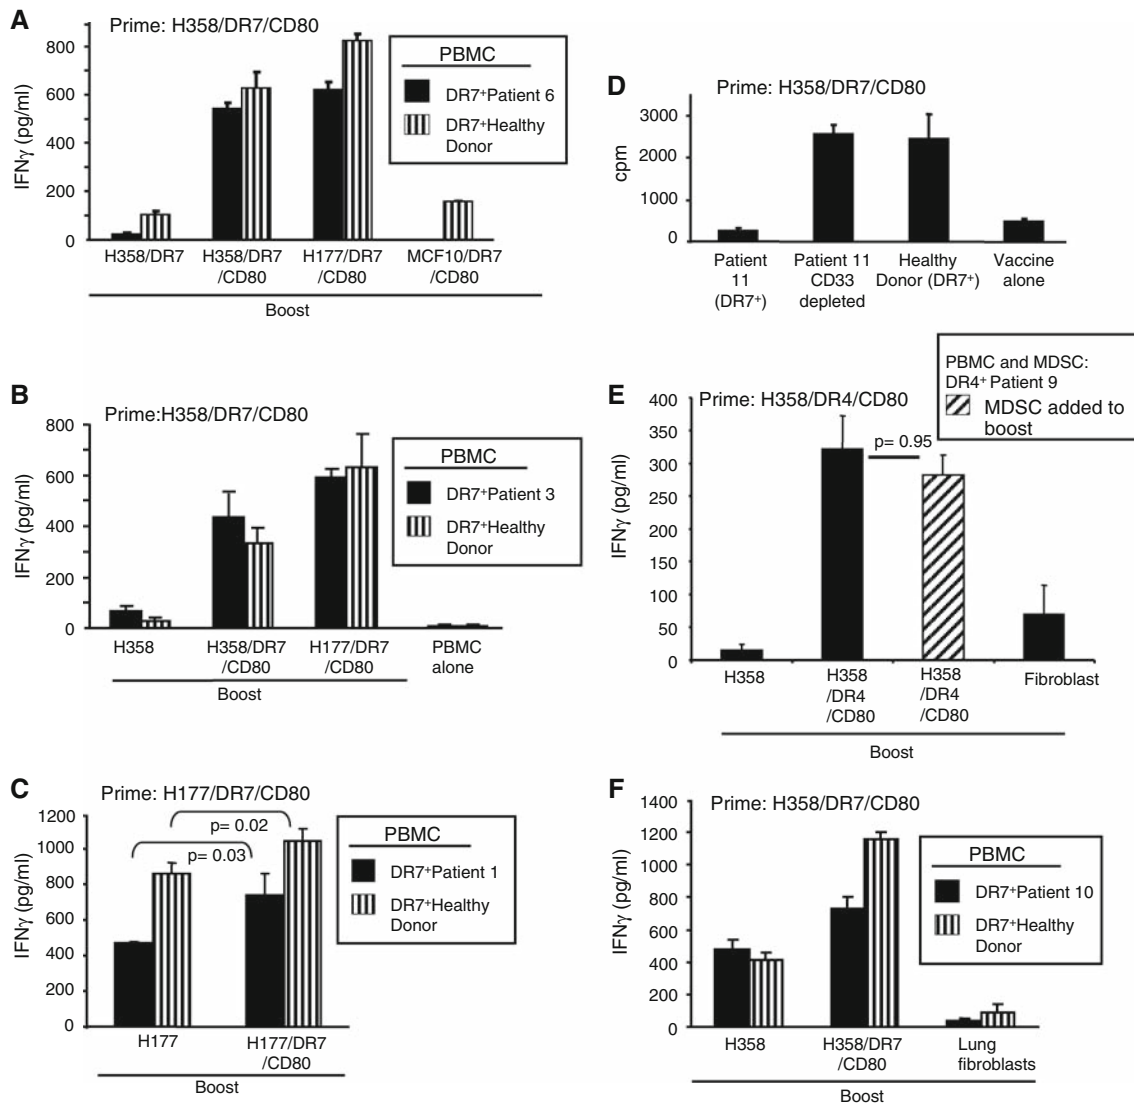 A
Prime: H358/DR7/CD80
IFNγ (pg/ml)
800
600
400
200
0
H358/DR7
H358/DR7
/CD80
H177/DR7
/CD80
MCF10/DR7
/CD80
Boost
PBMC
DR7+Patient 6
DR7+Healthy
Donor
B
Prime:H358/DR7/CD80
IFNγ (pg/ml)
800
600
400
200
0
H358
H358/DR7
/CD80
H177/DR7
/CD80
PBMC
alone
Boost
PBMC
DR7+Patient 3
DR7+Healthy
Donor
C
Prime: H177/DR7/CD80
IFNγ (pg/ml)
1200
1000
800
600
400
200
0
p= 0.02
p= 0.03
H177
H177/DR7
/CD80
Boost
PBMC
DR7+Patient 1
DR7+Healthy
Donor
D
Prime: H358/DR7/CD80
cpm
3000
2000
1000
0
Patient
11
(DR7+)
Patient 11
CD33
depleted
Healthy
Donor (DR7+)
Vaccine
alone
E
Prime: H358/DR4/CD80
IFNγ (pg/ml)
400
350
300
250
200
150
100
50
0
p= 0.95
H358
H358
/DR4
/CD80
H358
/DR4
/CD80
Fibroblast
Boost
PBMC and MDSC:
DR4+ Patient 9
MDSC added to
boost
F
Prime: H358/DR7/CD80
IFNγ (pg/ml)
1400
1200
1000
800
600
400
200
0
H358
H358/DR7
/CD80
Lung
fibroblasts
Boost
PBMC
DR7+Patient 10
DR7+Healthy
Donor